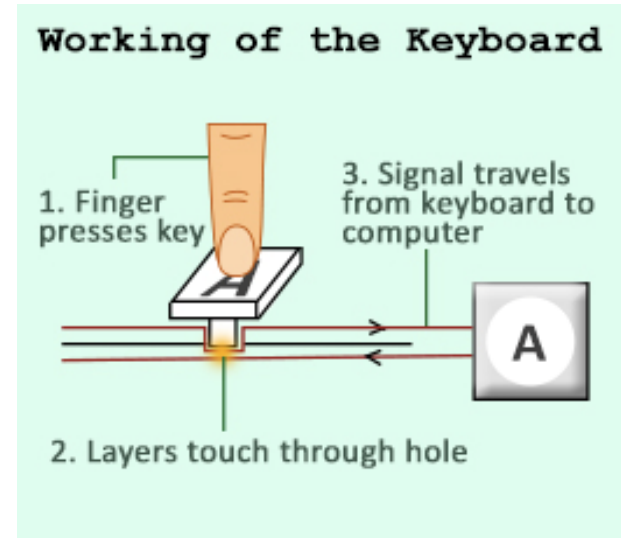 Working of the Keyboard
1. Finger
presses key
3. Signal travels
from keyboard to
computer
A
A
2. Layers touch through hole